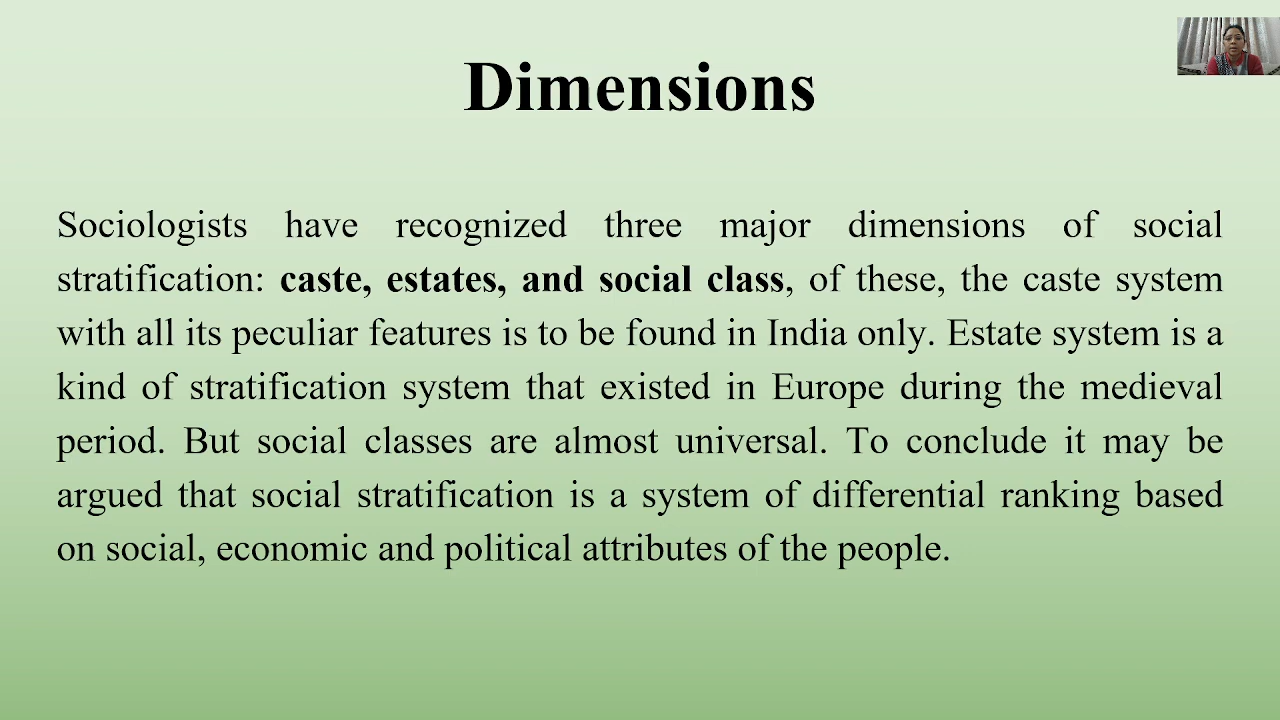 Dimensions
Sociologists have recognized three major dimensions of social
stratification: caste, estates, and social class, of these, the caste system
with all its peculiar features is to be found in India only. Estate system is a
kind of stratification system that existed in Europe during the medieval
period. But social classes are almost universal. To conclude it may be
argued that social stratification is a system of differential ranking based
on social, economic and political attributes of the people.